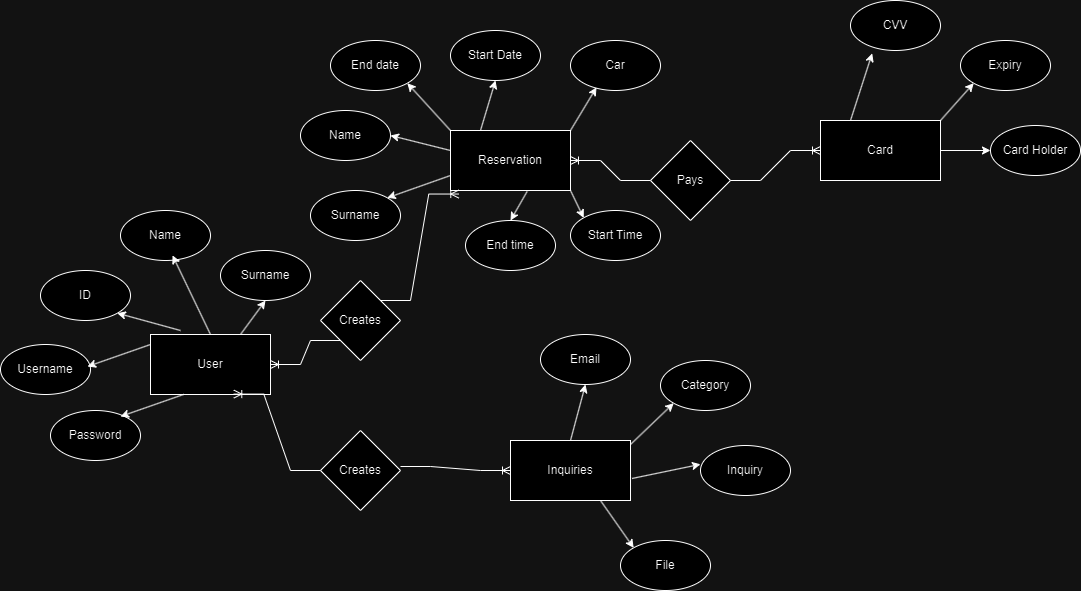 CVV
End date
Start Date
Car
Expiry
Name
Reservation
Card
Card Holder
Pays
Surname
End time
Start Time
Name
Surname
ID
Creates
User
Username
Email
Category
Password
Creates
Inquiries
Inquiry
File